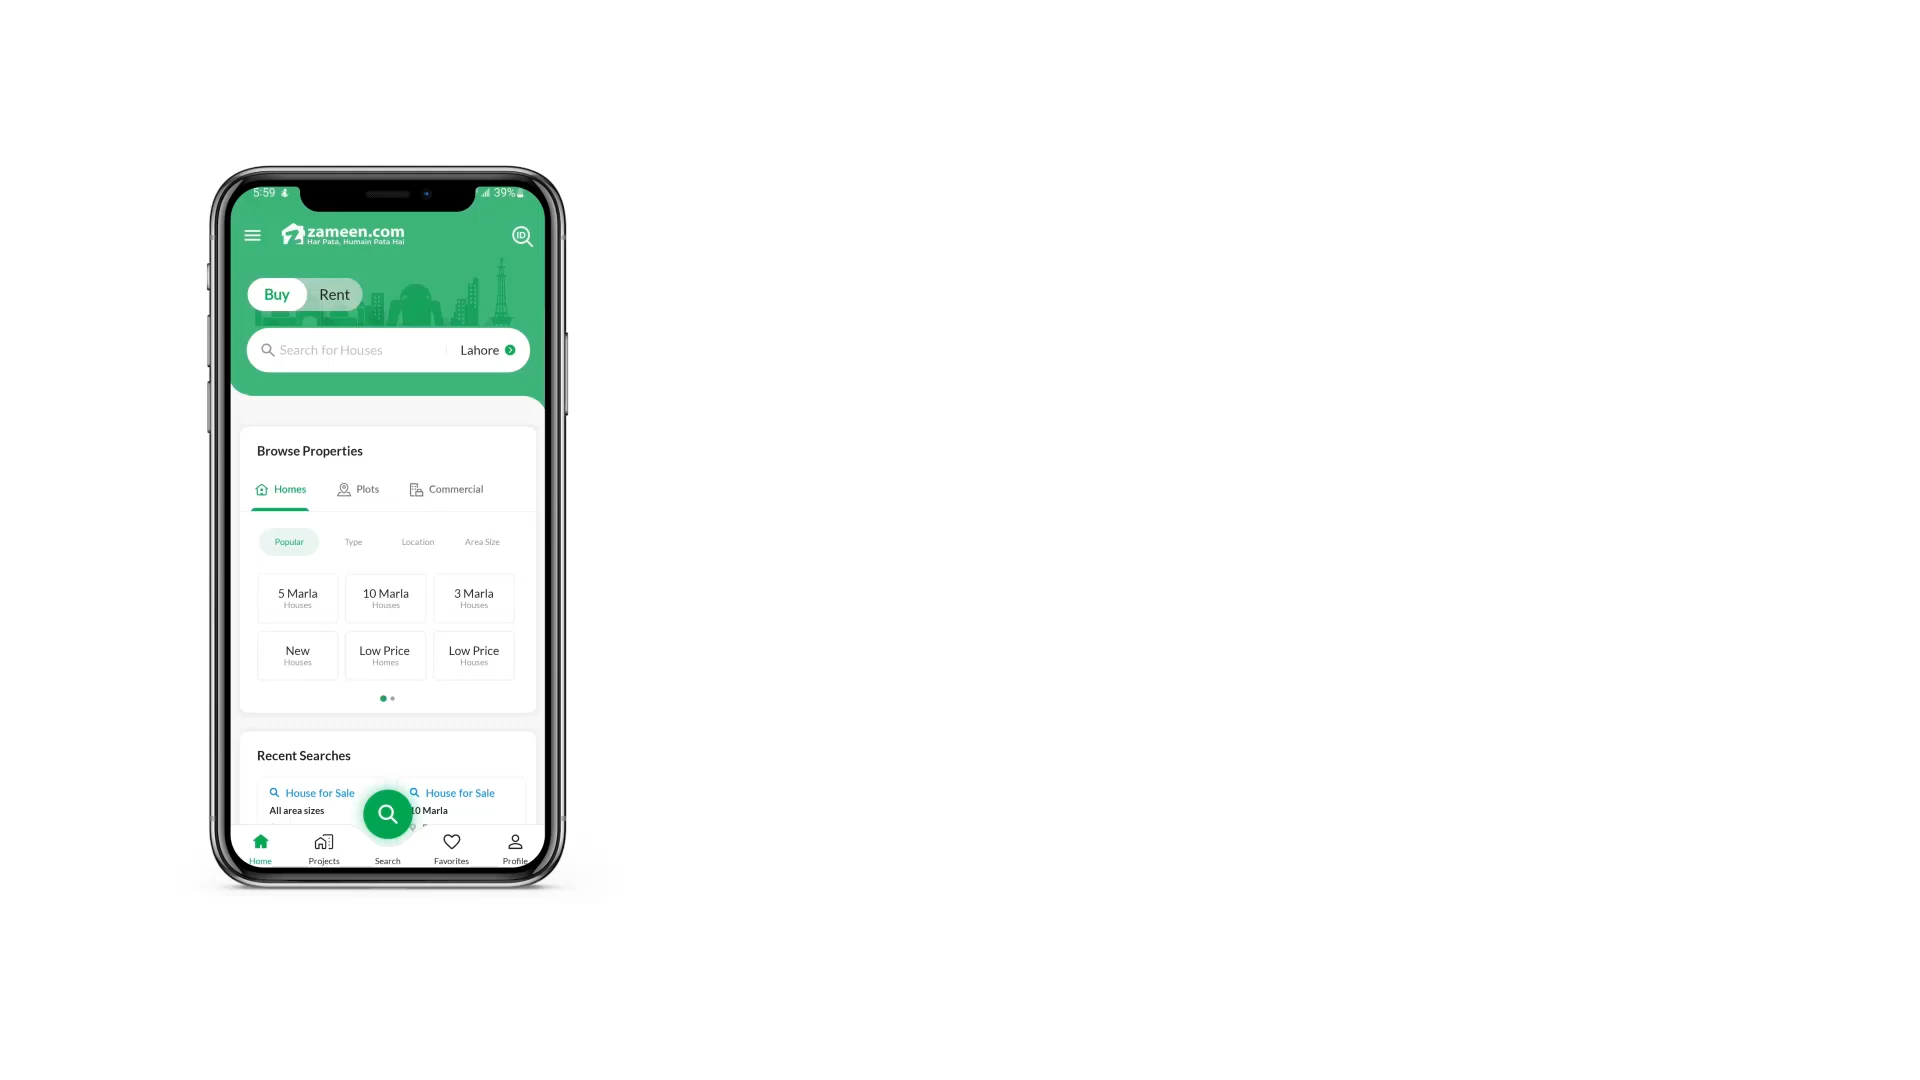 5:59
39%
zameen.com
Har Pata, Humain Pata Hai
ID
Buy Rent
Search for Houses Lahore
Browse Properties
Homes Plots Commercial
Popular Type Location Area Size
5 Marla 10 Marla 3 Marla
Houses Houses Houses
New Low Price Low Price
Houses Homes Houses
Recent Searches
House for Sale House for Sale
All area sizes 10 Marla
Home Projects Search Favorites Profile